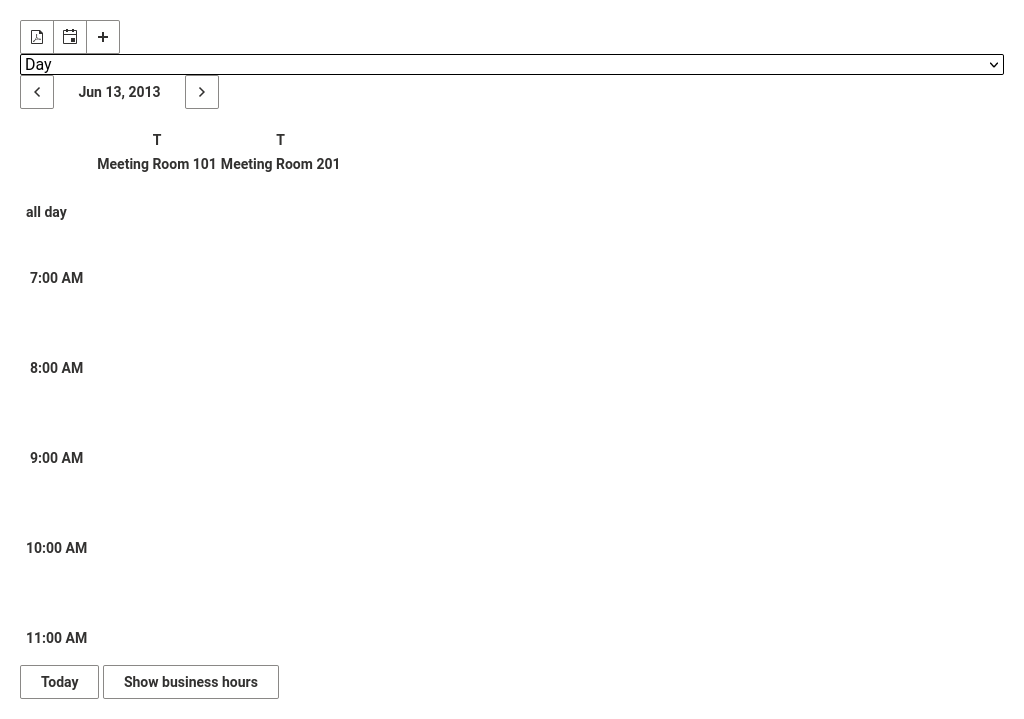 Day
Jun 13, 2013
T T
Meeting Room 101 Meeting Room 201
all day
7:00 AM
8:00 AM
9:00 AM
10:00 AM
11:00 AM
Today Show business hours